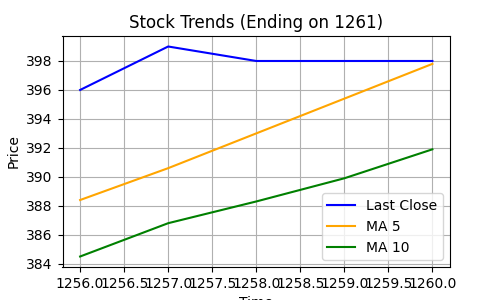 Stock Trends (Ending on 1261)
Price
398
396
394
392
390
388
386
384
Last Close
MA 5
MA 10
1256.0 1256.5 1257.0 1257.5 1258.0 1258.5 1259.0 1259.5 1260.0
Time